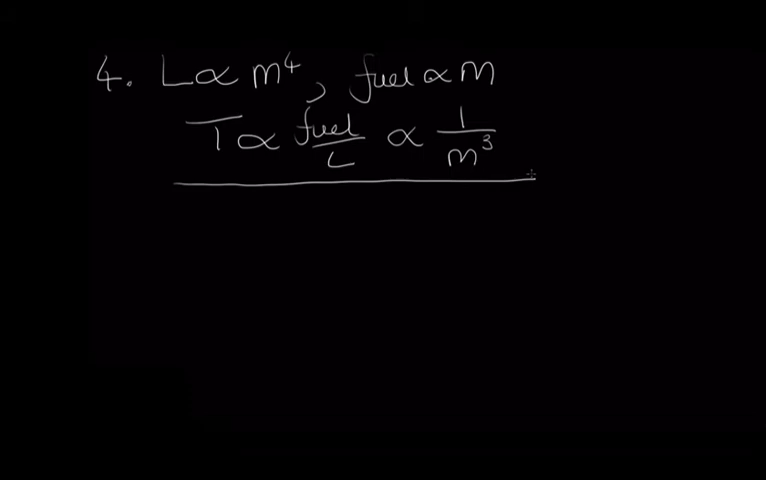 4. L∝ m⁴, fuel ∝ m
T ∝ fuel/L ∝ 1/m³